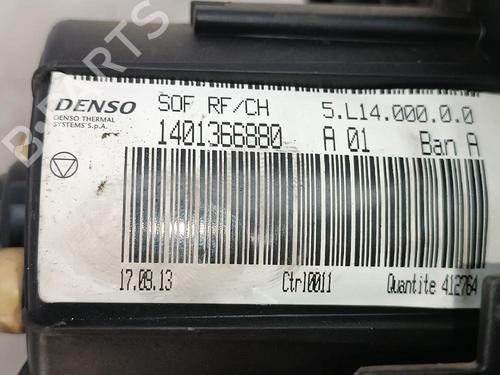 B-PARTS
DENSO
DENSO THERMAL
SYSTEMS S.p.A.
SOF RF/CH
5.L14.000.0.0
1401366880
A 01
Ban A
17.09.13
Ctrl0011
Quantite 412764